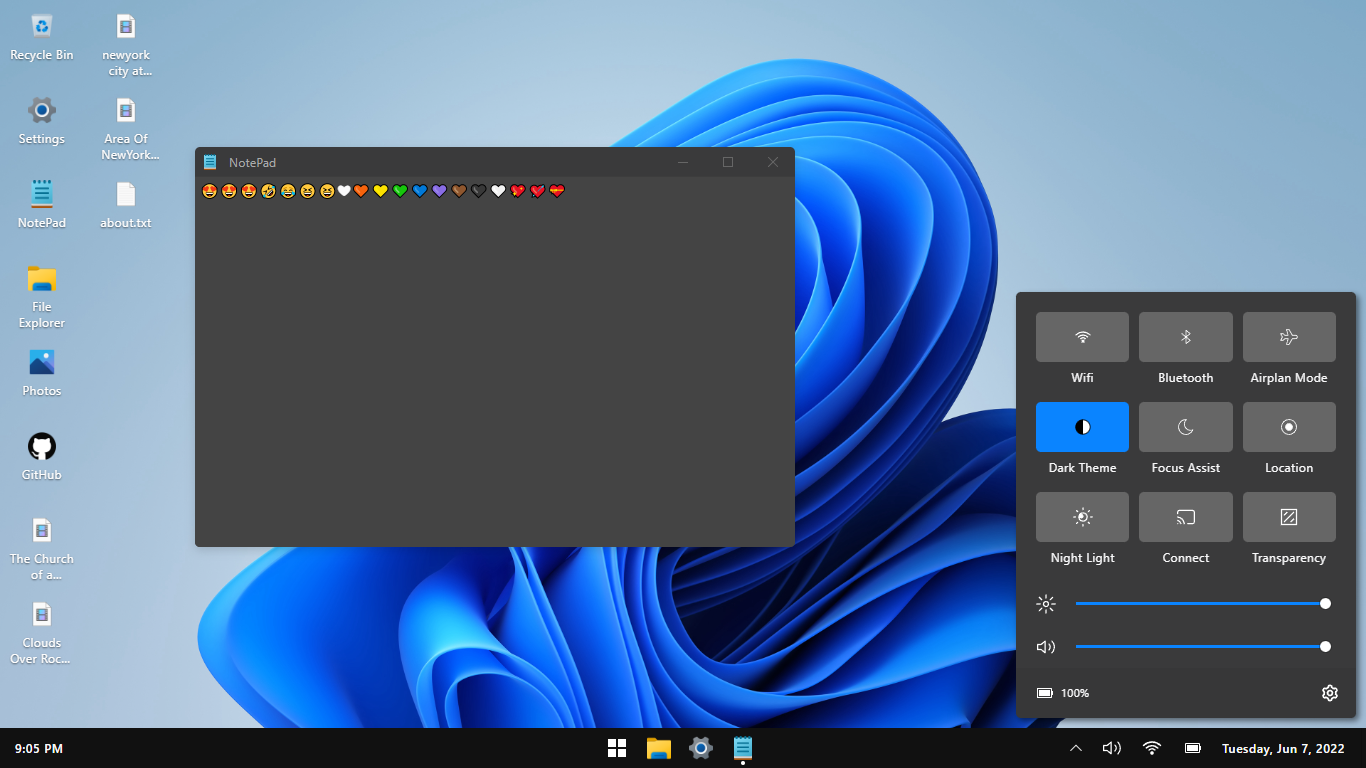 Recycle Bin
newyork
city at...
Settings
Area Of
NewYork...
NotePad
about.txt
File
Explorer
Photos
GitHub
The Church
of a...
Clouds
Over Roc...
NotePad
😍😍😍🤣😂😆😆🤍🧡💛💚💙💜🤎🖤🤍💖💘💝
Wifi
Bluetooth
Airplan Mode
Dark Theme
Focus Assist
Location
Night Light
Connect
Transparency
100%
9:05 PM
Tuesday, Jun 7, 2022